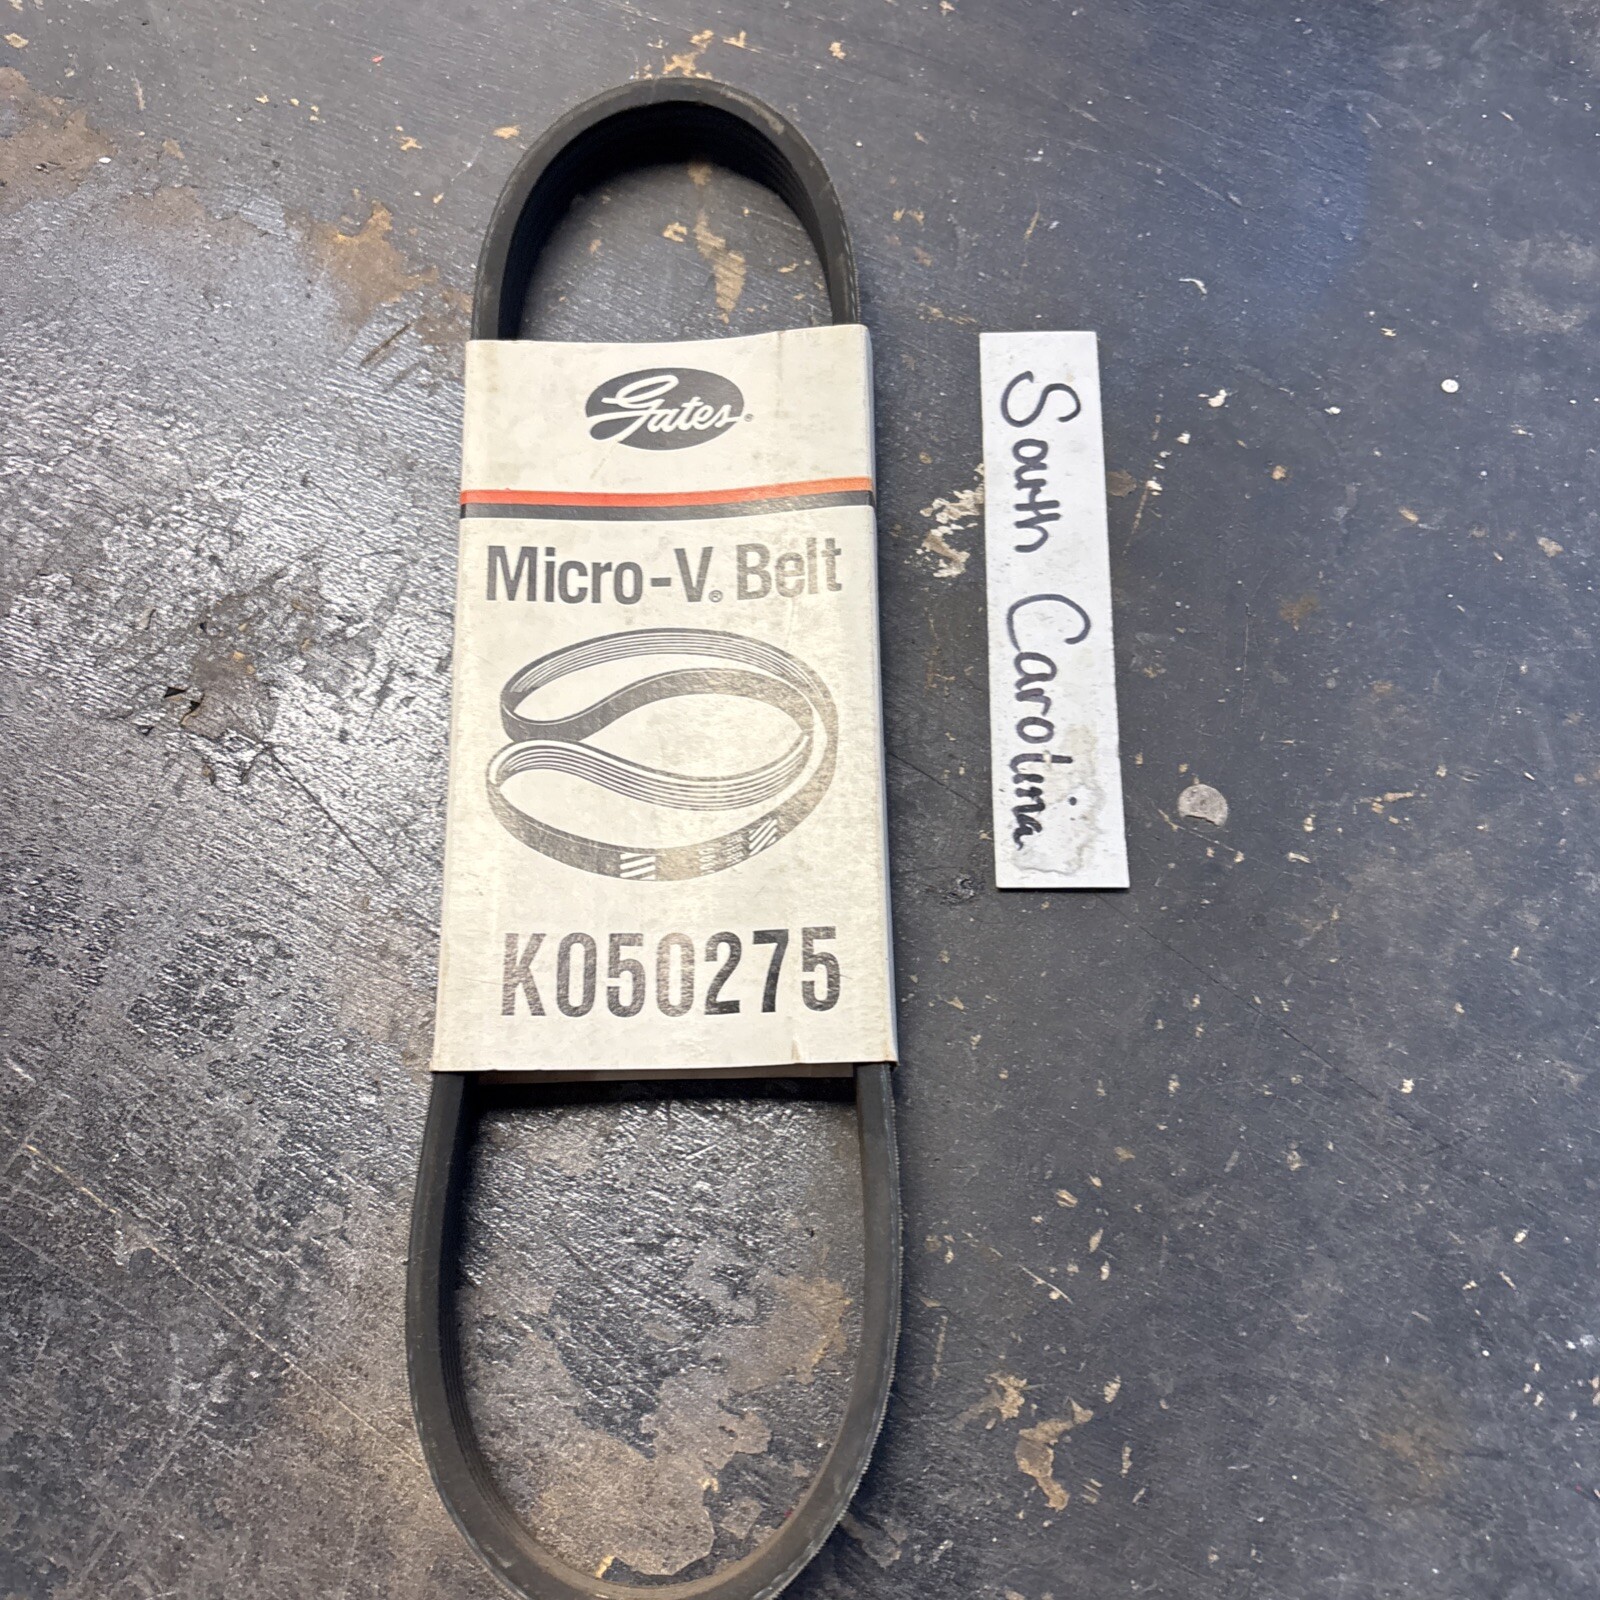 Gates®
Micro-V® Belt
K050275
South Carolina